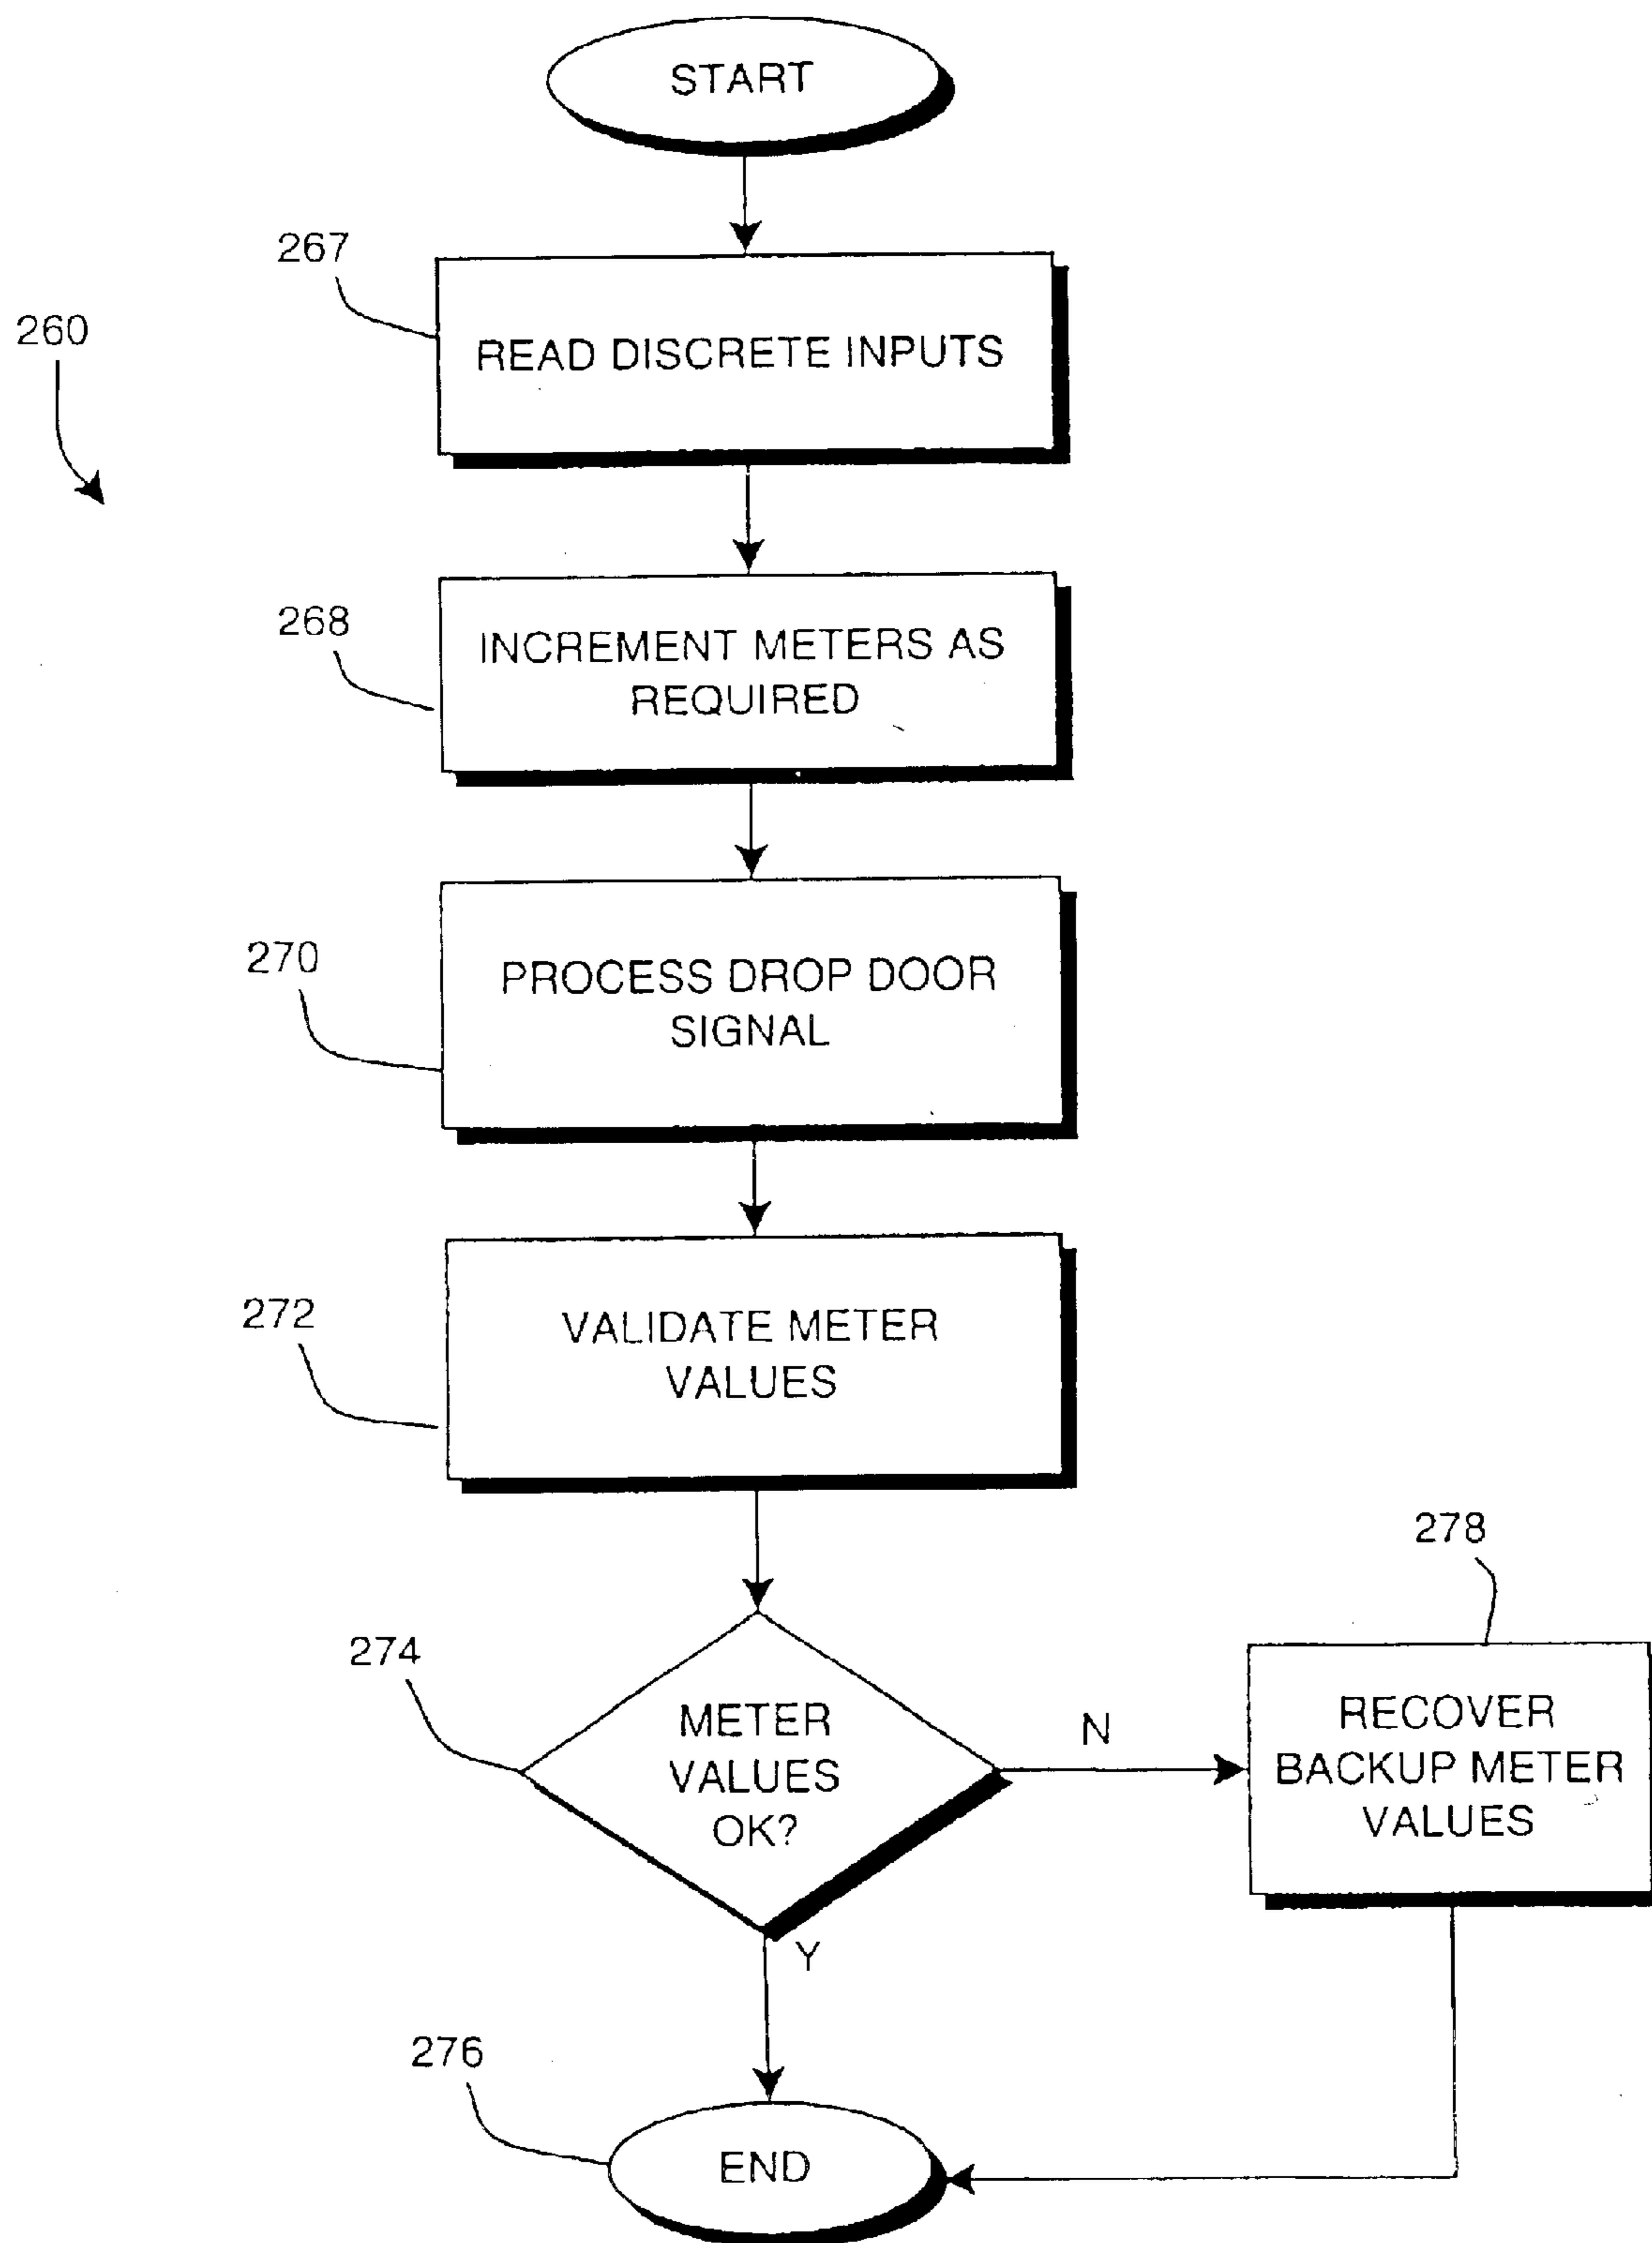 START
267
260
READ DISCRETE INPUTS
268
INCREMENT METERS AS
REQUIRED
270
PROCESS DROP DOOR
SIGNAL
272
VALIDATE METER
VALUES
278
274
METER
VALUES
OK?
N
RECOVER
BACKUP METER
VALUES
Y
276
END